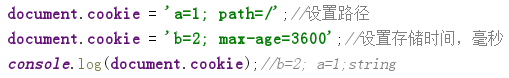 document.cookie = 'a=1; path=/';//设置路径
document.cookie = 'b=2; max-age=3600';//设置存储时间，毫秒
console.log(document.cookie);//b=2; a=1;string